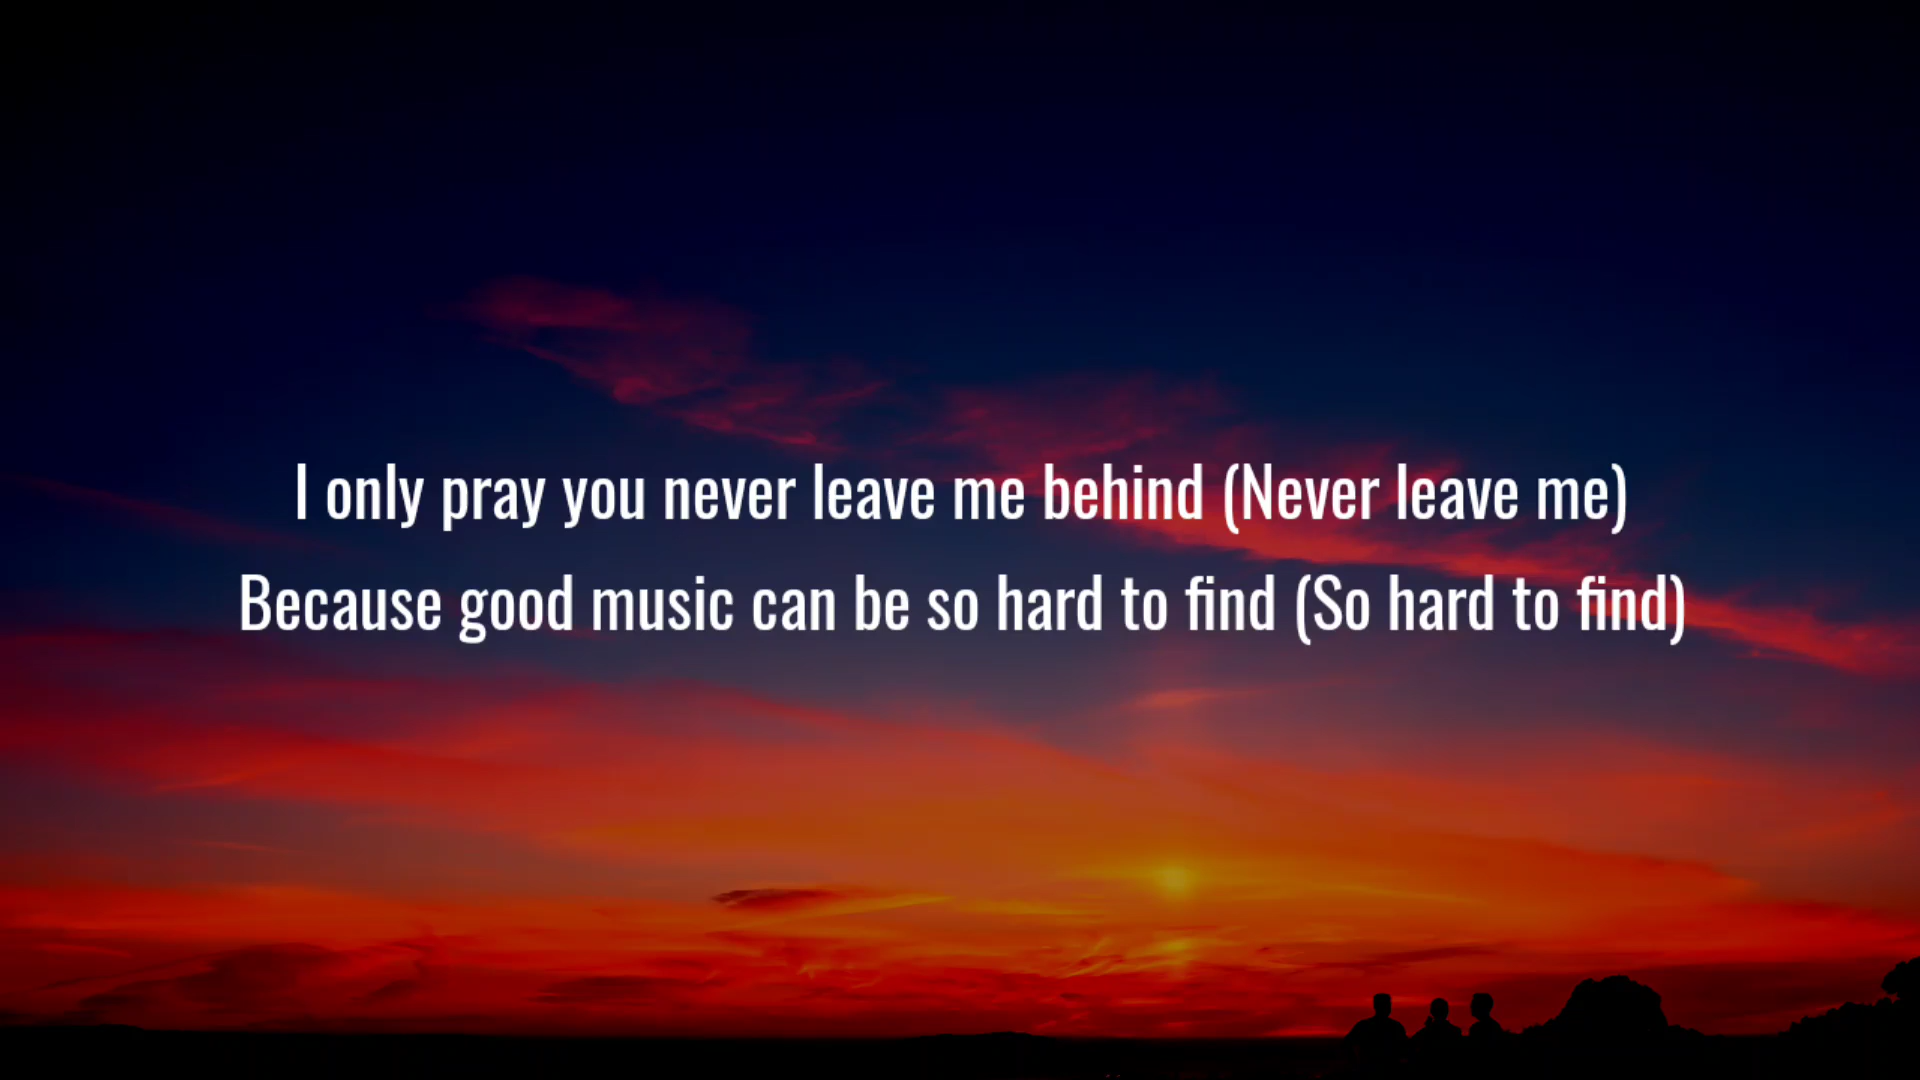 I only pray you never leave me behind (Never leave me)
Because good music can be so hard to find (So hard to find)